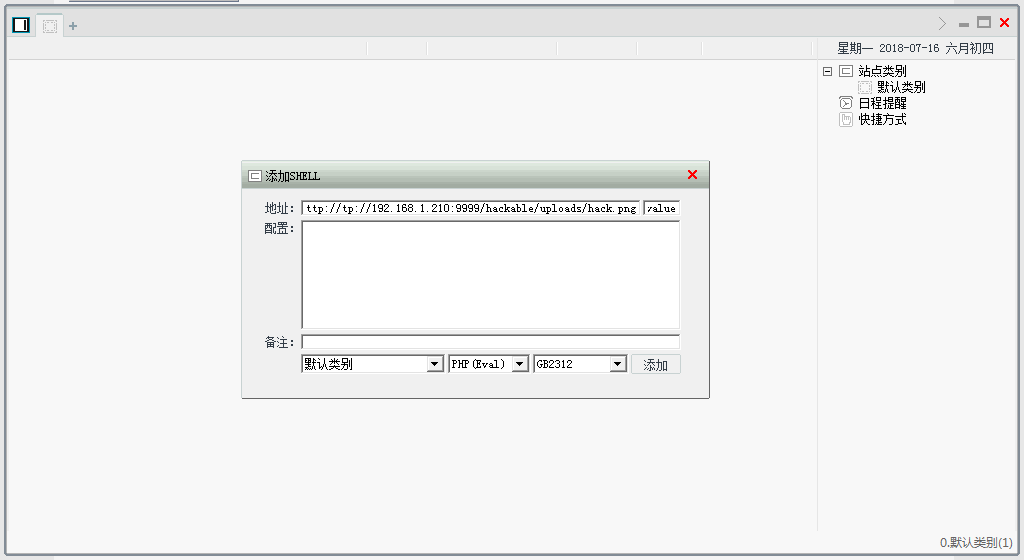 星期一 2018-07-16 六月初四
站点类别
默认类别
日程提醒
快捷方式
添加SHELL
地址: ttp://tp://192.168.1.210:9999/hackable/uploads/hack.png value
配置:
备注:
默认类别 PHP(Eval) GB2312 添加
0.默认类别(1)